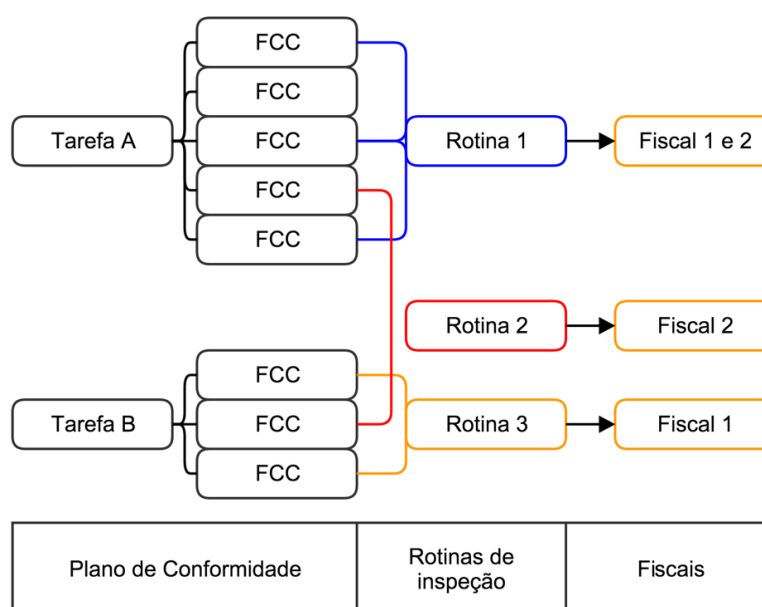 FCC
FCC
Tarefa A
FCC
Rotina 1
Fiscal 1 e 2
FCC
FCC
Rotina 2
Fiscal 2
FCC
Tarefa B
FCC
Rotina 3
Fiscal 1
FCC
Plano de Conformidade
Rotinas de
inspeção
Fiscais